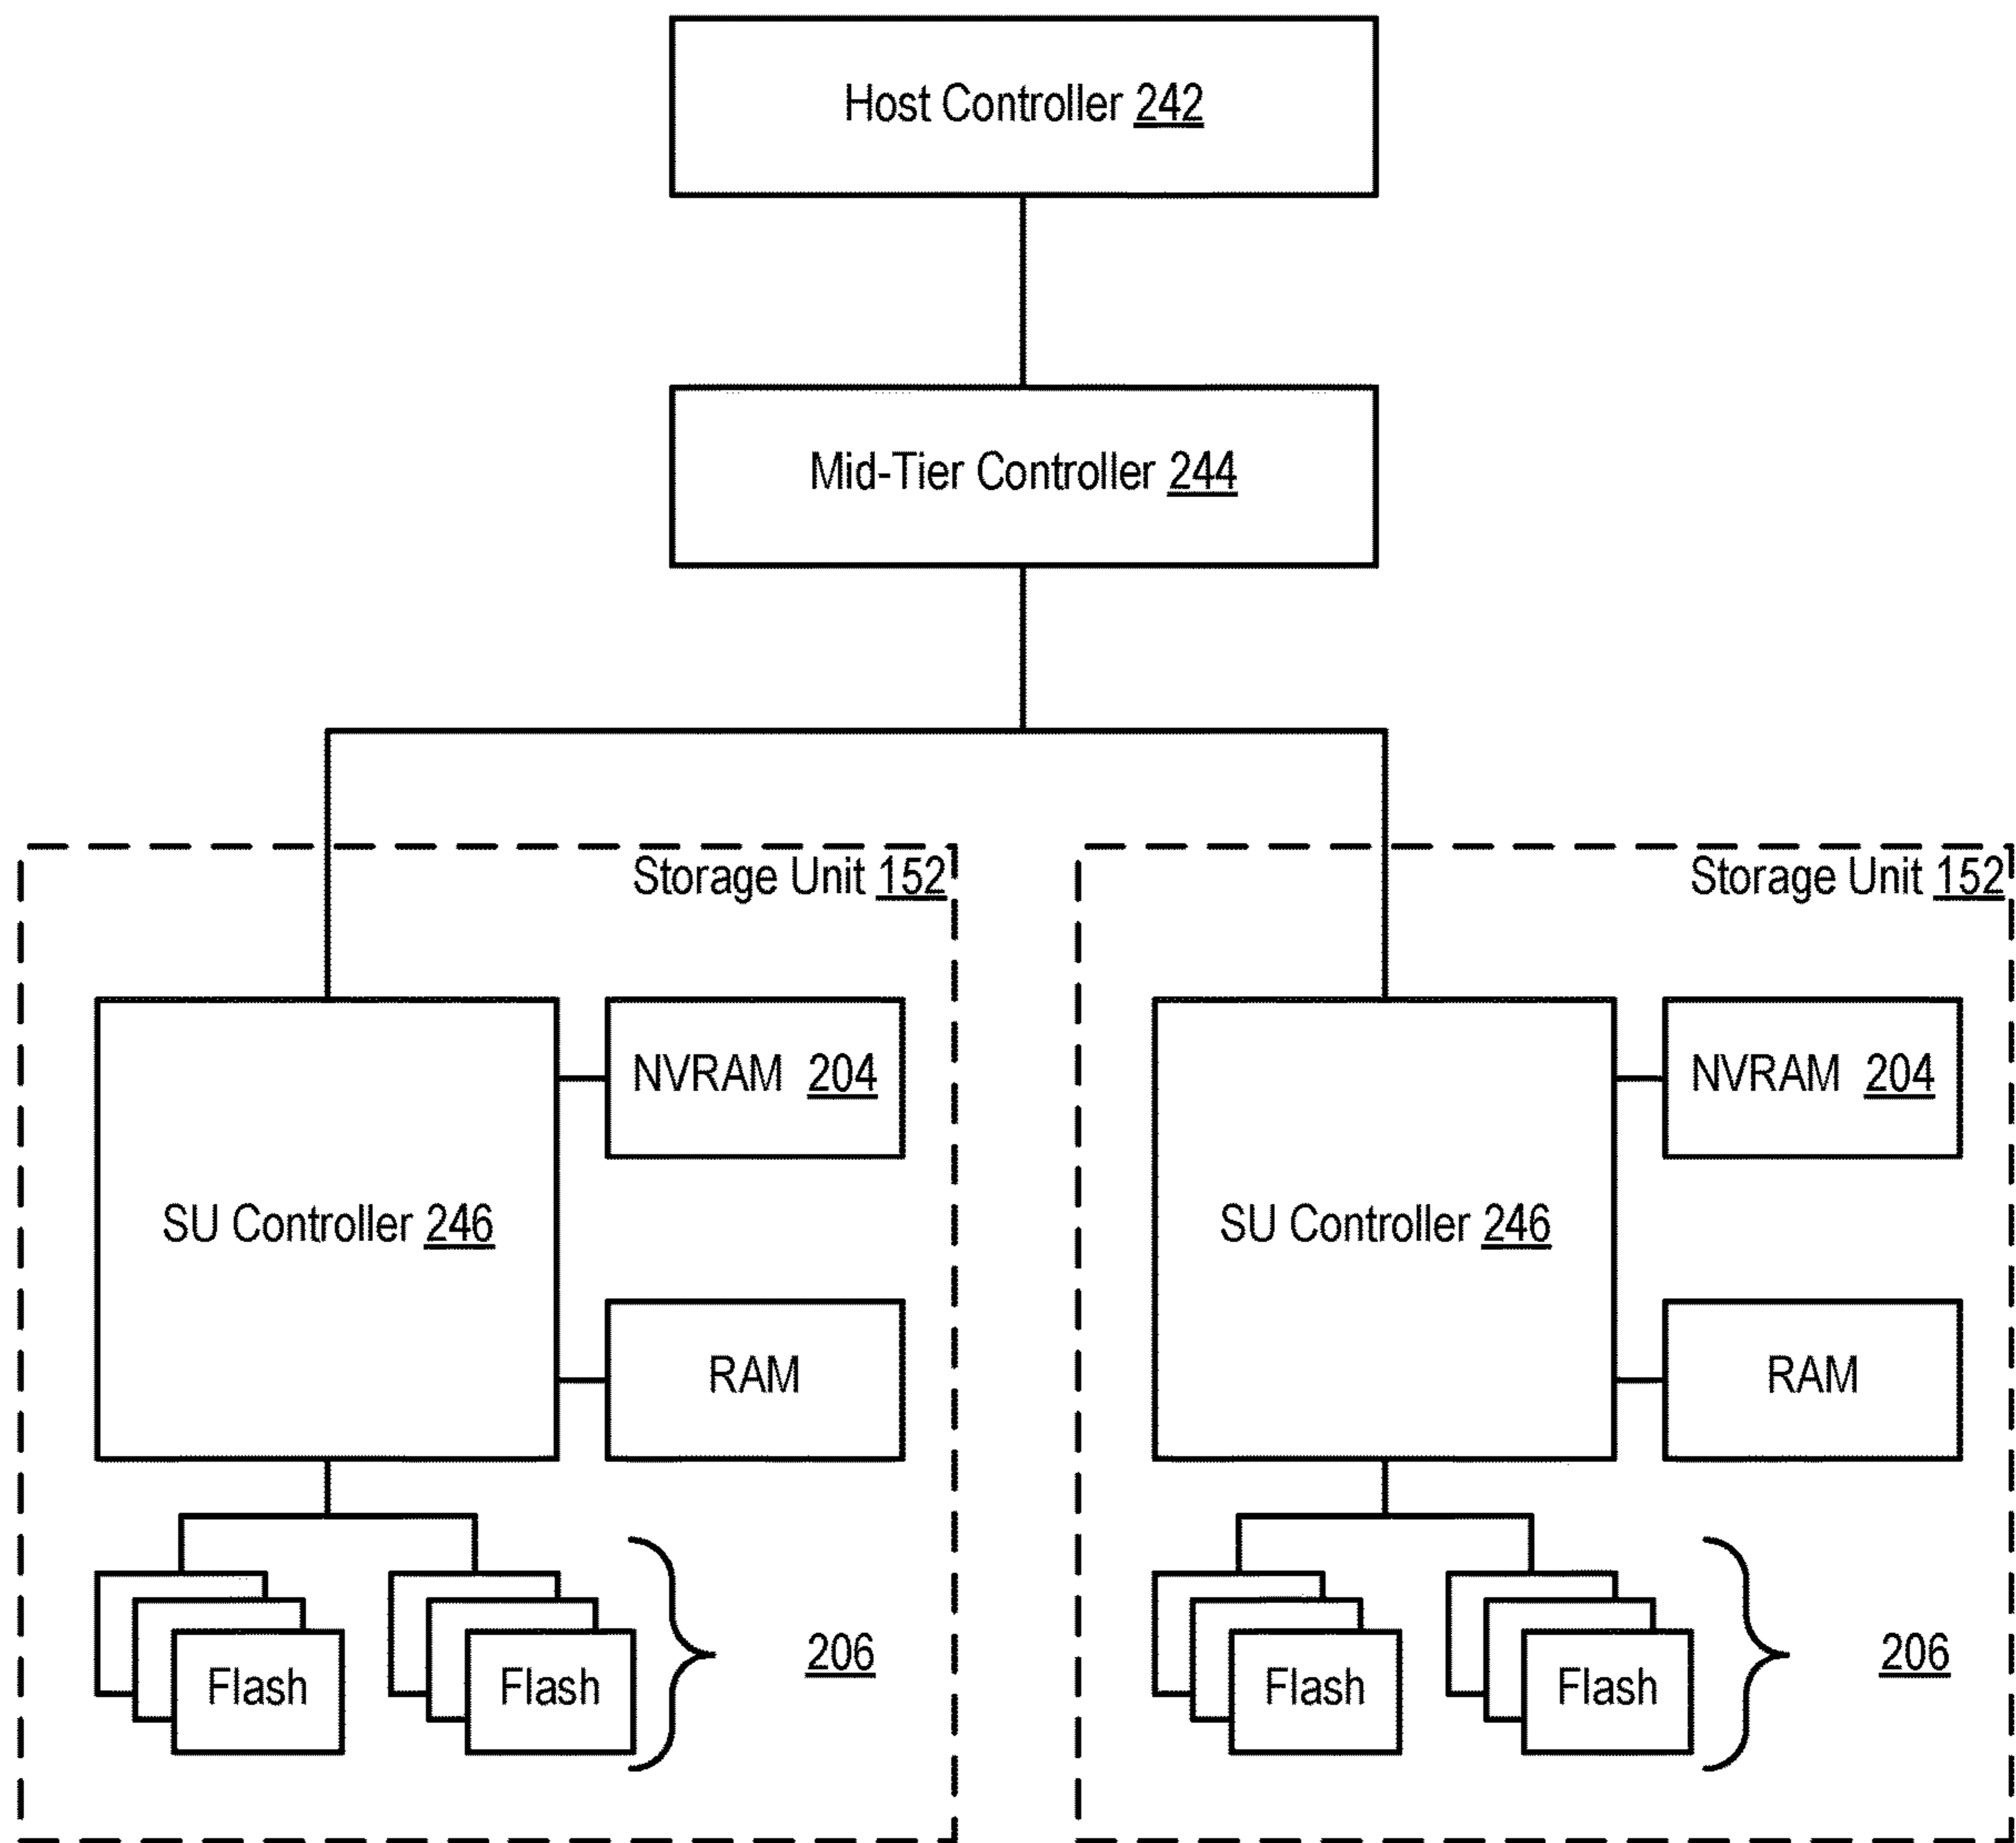 Host Controller 242
Mid-Tier Controller 244
Storage Unit 152
NVRAM 204
SU Controller 246
RAM
Flash
Flash
206
Storage Unit 152
NVRAM 204
SU Controller 246
RAM
Flash
Flash
206